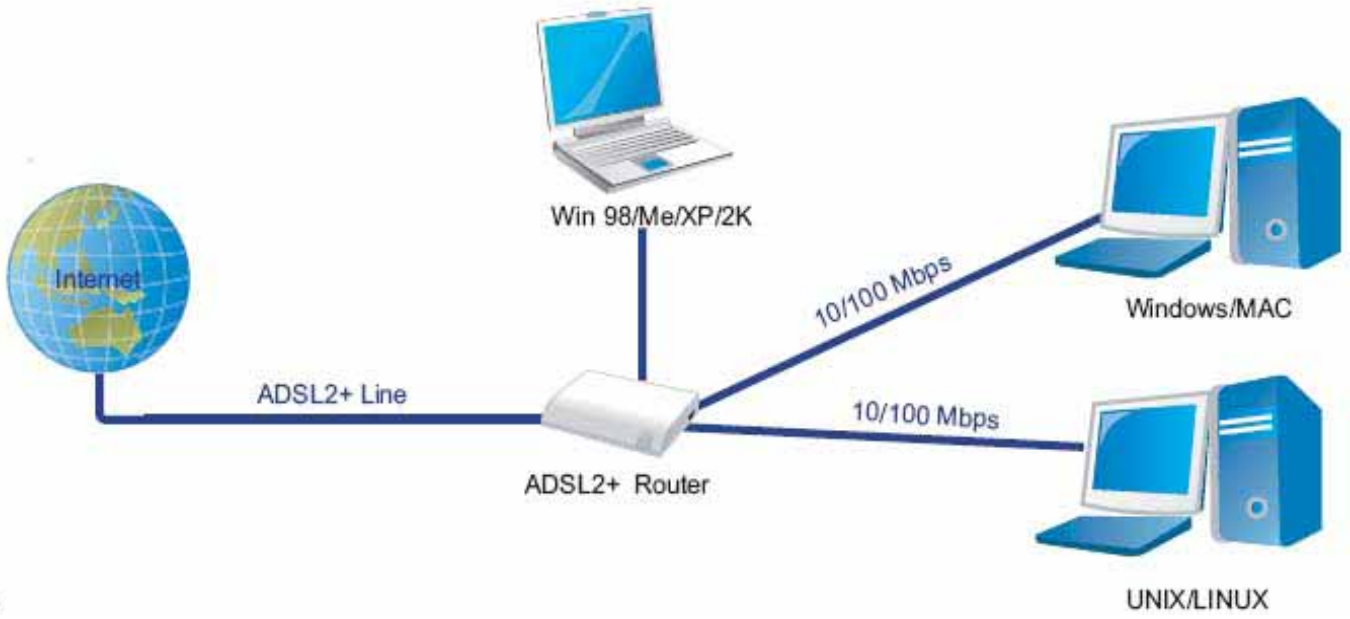 Win 98/Me/XP/2K
Internet
10/100 Mbps
Windows/MAC
ADSL2+ Line
10/100 Mbps
ADSL2+ Router
UNIX/LINUX